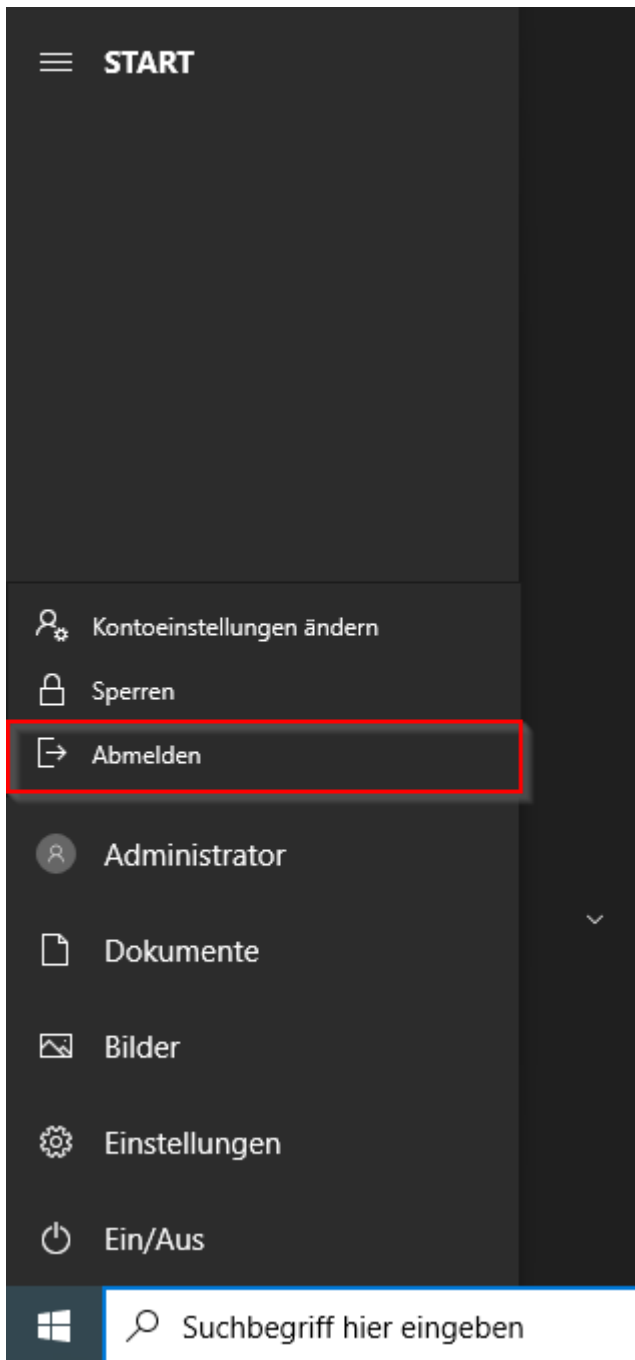 START
Kontoeinstellungen ändern
Sperren
Abmelden
Administrator
Dokumente
Bilder
Einstellungen
Ein/Aus
Suchbegriff hier eingeben